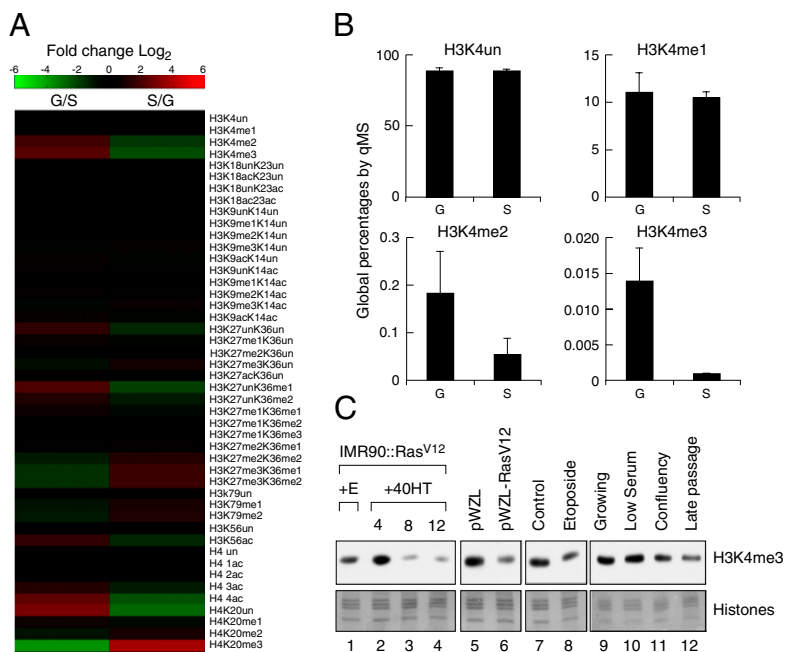 A
Fold change Log2
-6 -4 -2 0 2 4 6
G/S S/G
H3K4un
H3K4me1
H3K4me2
H3K4me3
H3K18unK23un
H3K18acK23un
H3K18unK23ac
H3K18ac23ac
H3K9unK14un
H3K9me1K14un
H3K9me2K14un
H3K9me3K14un
H3K9acK14un
H3K9unK14ac
H3K9me1K14ac
H3K9me2K14ac
H3K9me3K14ac
H3K9acK14ac
H3K27unK36un
H3K27me1K36un
H3K27me2K36un
H3K27me3K36un
H3K27acK36un
H3K27unK36me1
H3K27unK36me2
H3K27me1K36me1
H3K27me1K36me2
H3K27me1K36me3
H3K27me2K36me1
H3K27me2K36me2
H3K27me3K36me1
H3K27me3K36me2
H3k79un
H3K79me1
H3K79me2
H3K56un
H3K56ac
H4 un
H4 1ac
H4 2ac
H4 3ac
H4 4ac
H4K20un
H4K20me1
H4K20me2
H4K20me3
B
Global percentages by qMS
H3K4un
100
50
0
G S
H3K4me1
15
10
5
0
G S
H3K4me2
0.3
0.2
0.1
0
G S
H3K4me3
0.020
0.015
0.010
0.005
0
G S
C
IMR90::RasV12
+E +4OHT
4 8 12
pWZL
pWZL-RasV12
Control
Etoposide
Growing
Low Serum
Confluency
Late passage
H3K4me3
Histones
1 2 3 4 5 6 7 8 9 10 11 12